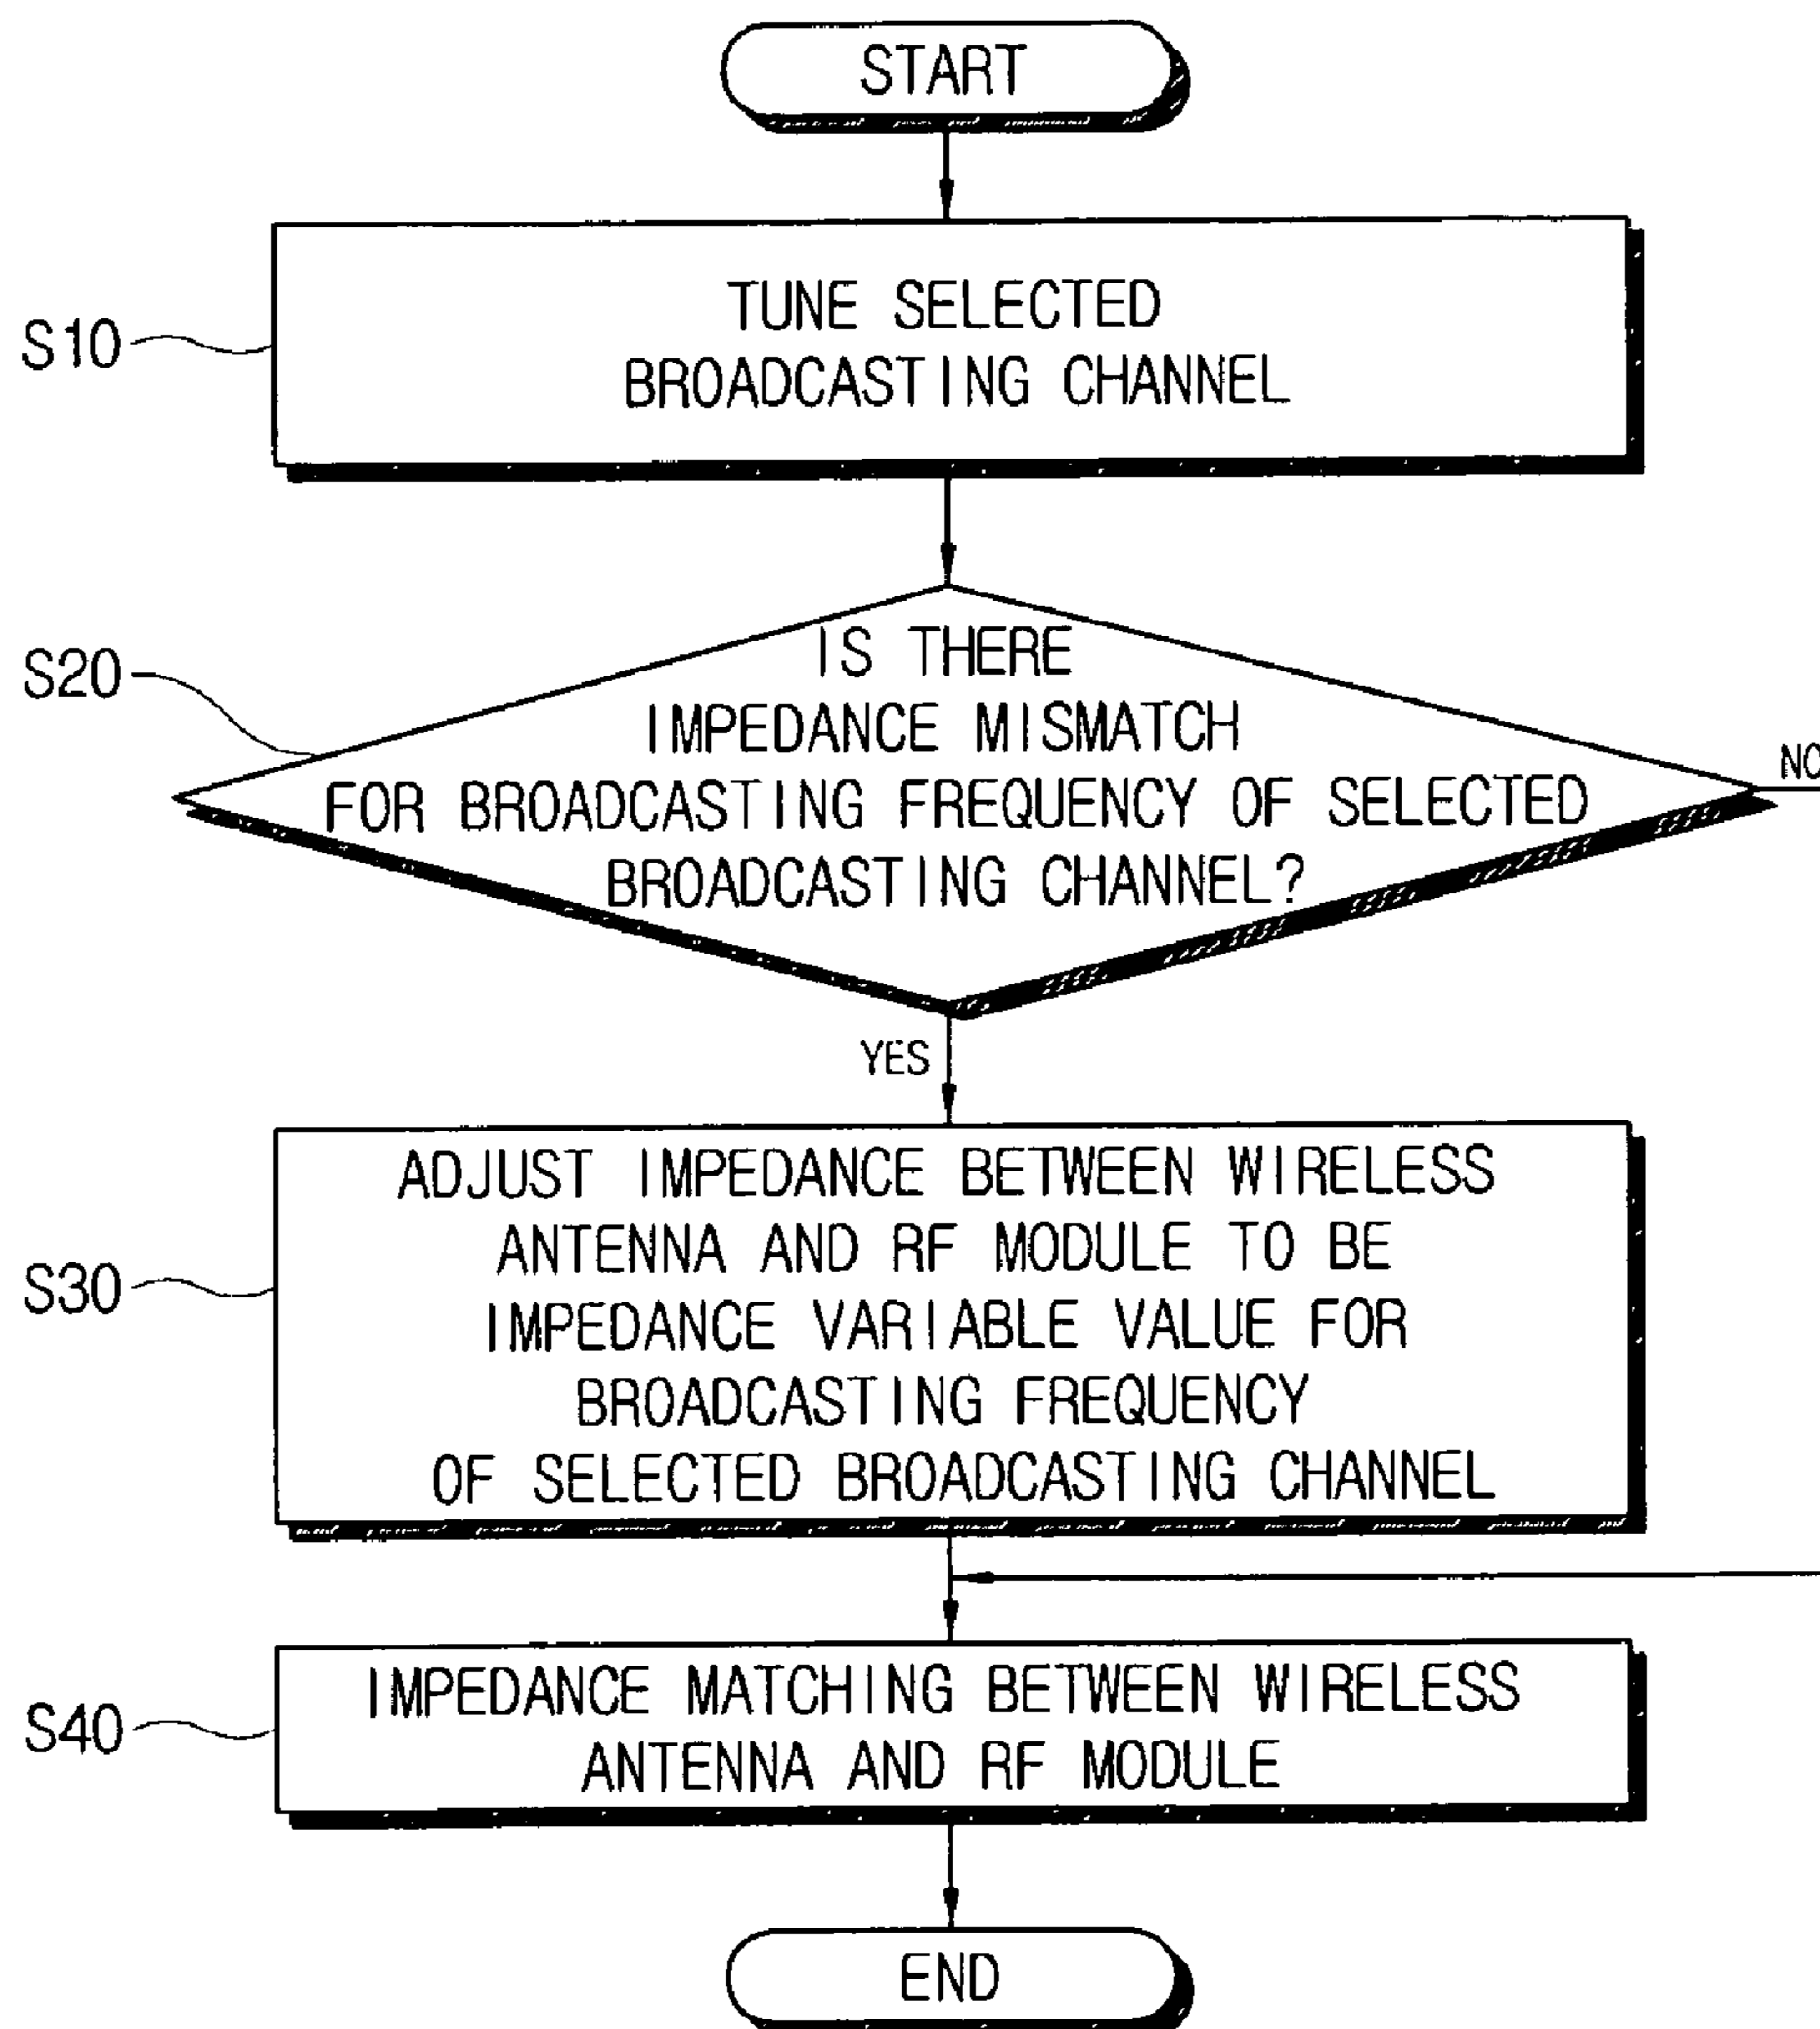 START
S10
TUNE SELECTED
BROADCASTING CHANNEL
S20
IS THERE
IMPEDANCE MISMATCH
FOR BROADCASTING FREQUENCY OF SELECTED
BROADCASTING CHANNEL?
NO
YES
S30
ADJUST IMPEDANCE BETWEEN WIRELESS
ANTENNA AND RF MODULE TO BE
IMPEDANCE VARIABLE VALUE FOR
BROADCASTING FREQUENCY
OF SELECTED BROADCASTING CHANNEL
S40
IMPEDANCE MATCHING BETWEEN WIRELESS
ANTENNA AND RF MODULE
END